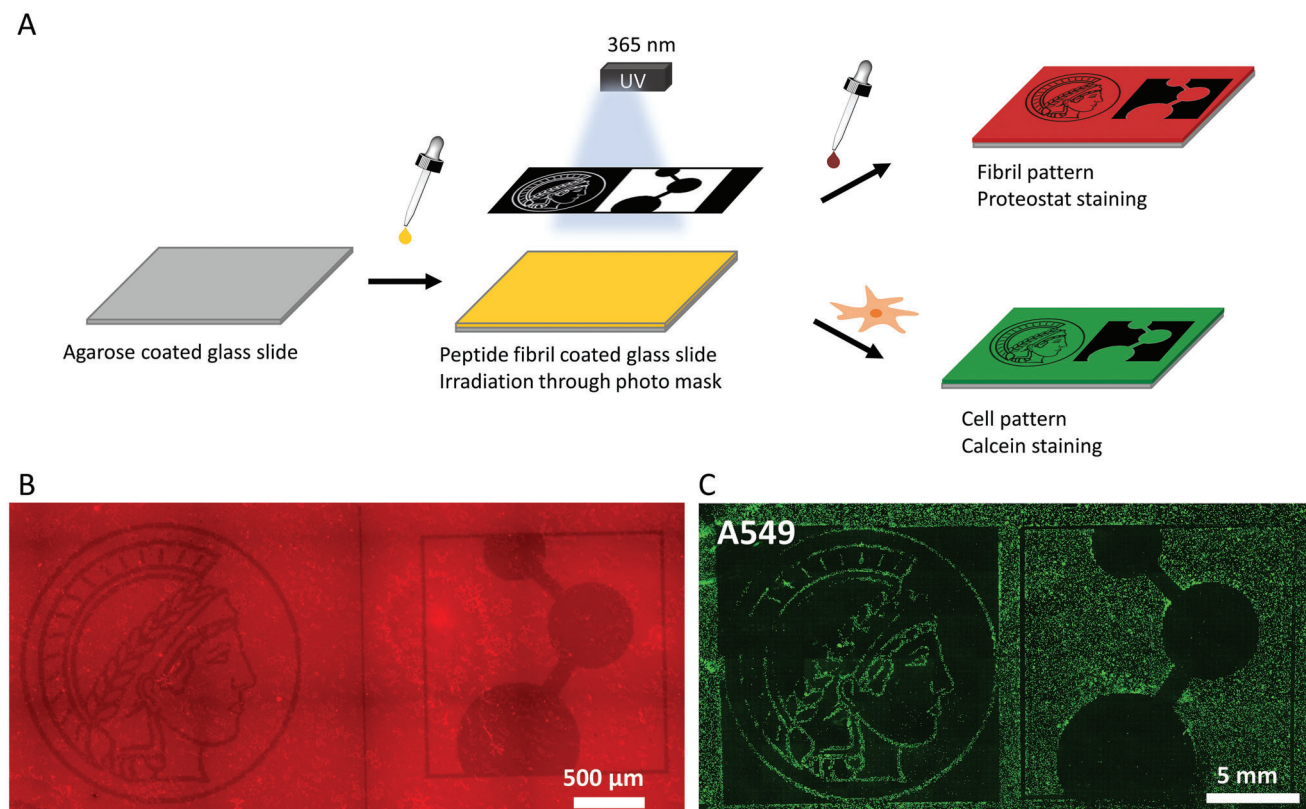 A
365 nm
UV
Agarose coated glass slide
Peptide fibril coated glass slide
Irradiation through photo mask
Fibril pattern
Proteostat staining
Cell pattern
Calcein staining
B
500 µm
C
A549
5 mm